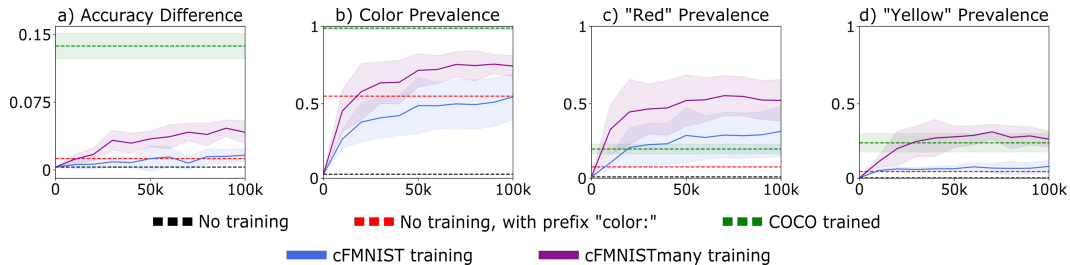 a) Accuracy Difference
b) Color Prevalence
c) "Red" Prevalence
d) "Yellow" Prevalence
0.15
0.075
0
0
50k
100k
1
0.5
0
0
50k
100k
1
0.5
0
0
50k
100k
1
0.5
0
0
50k
100k
No training
No training, with prefix "color:"
COCO trained
cFMNIST training
cFMNISTmany training